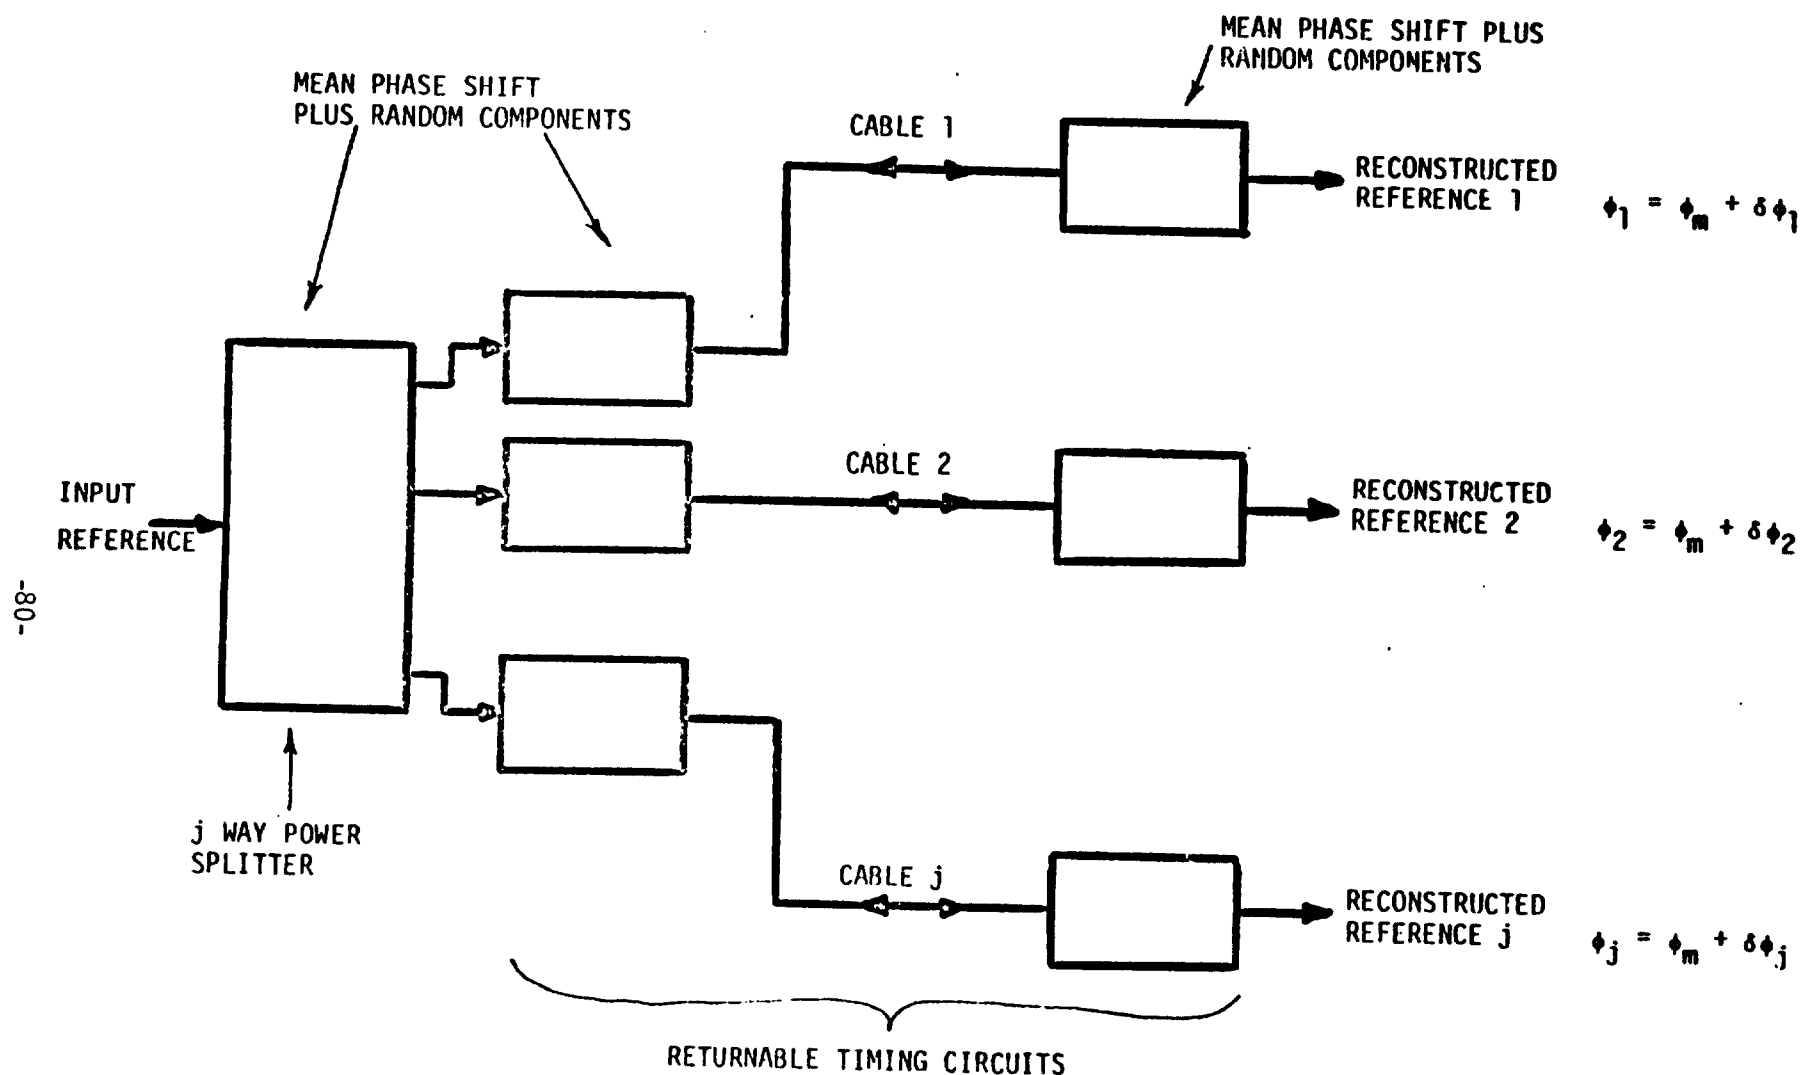 MEAN PHASE SHIFT PLUS
RANDOM COMPONENTS
MEAN PHASE SHIFT
PLUS RANDOM COMPONENTS
CABLE 1
RECONSTRUCTED
REFERENCE 1
ϕ₁ = ϕₘ + δϕ₁
CABLE 2
INPUT
REFERENCE
RECONSTRUCTED
REFERENCE 2
ϕ₂ = ϕₘ + δϕ₂
-80-
j WAY POWER
SPLITTER
CABLE j
RECONSTRUCTED
REFERENCE j
ϕⱼ = ϕₘ + δϕⱼ
RETURNABLE TIMING CIRCUITS